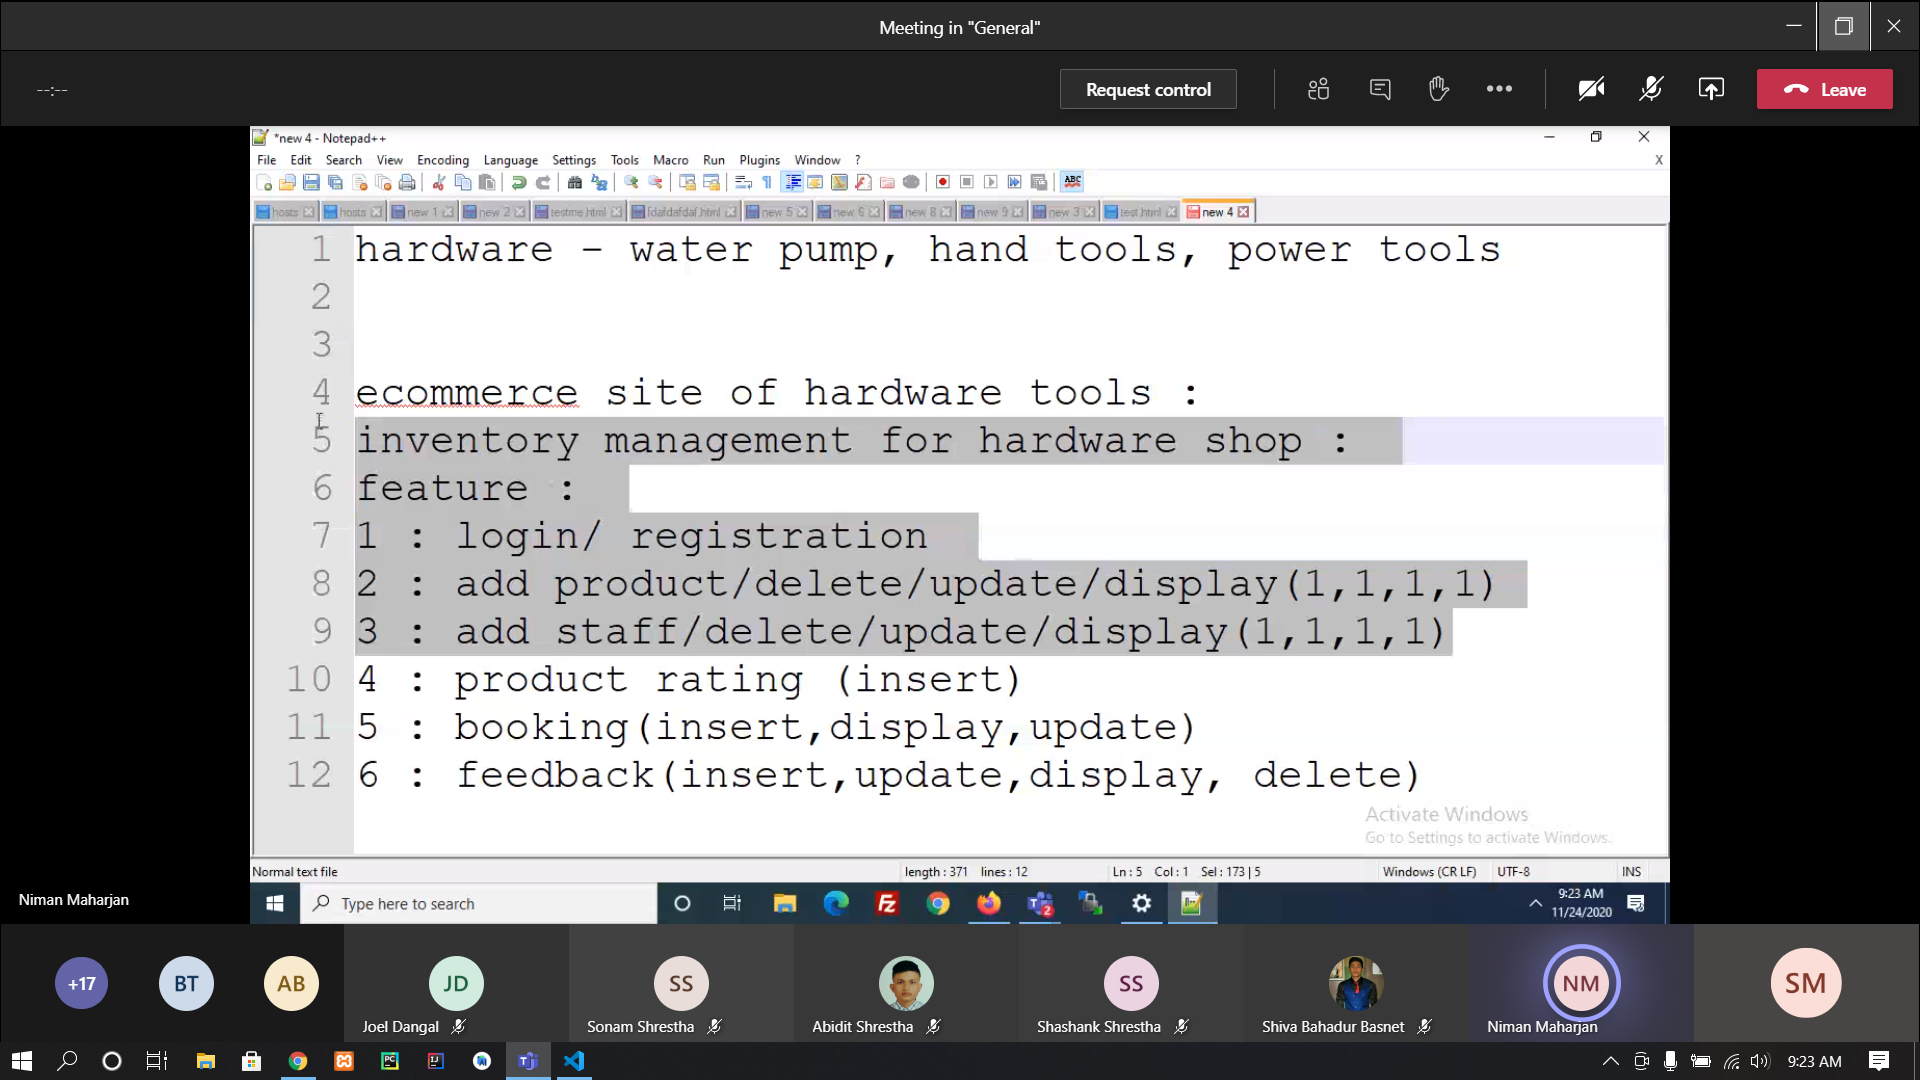 Meeting in "General"
--:--
Request control
Leave
*new 4 - Notepad++
File Edit Search View Encoding Language Settings Tools Macro Run Plugins Window ?
X
hosts hosts new 1 new 2 testme.html fdafdafdaf.html new 5 new 6 new 8 new 9 new 3 test.html new 4
1 hardware - water pump, hand tools, power tools
2
3
4 ecommerce site of hardware tools :
5 inventory management for hardware shop :
6 feature :
7 1 : login/ registration
8 2 : add product/delete/update/display(1,1,1,1)
9 3 : add staff/delete/update/display(1,1,1,1)
10 4 : product rating (insert)
11 5 : booking(insert,display,update)
12 6 : feedback(insert,update,display, delete)
Activate Windows
Go to Settings to activate Windows.
Normal text file length : 371 lines : 12 Ln : 5 Col : 1 Sel : 173 | 5 Windows (CR LF) UTF-8 INS
Niman Maharjan
Type here to search
9:23 AM
11/24/2020
+17 BT AB JD SS SS NM SM
Joel Dangal Sonam Shrestha Abidit Shrestha Shashank Shrestha Shiva Bahadur Basnet Niman Maharjan
9:23 AM